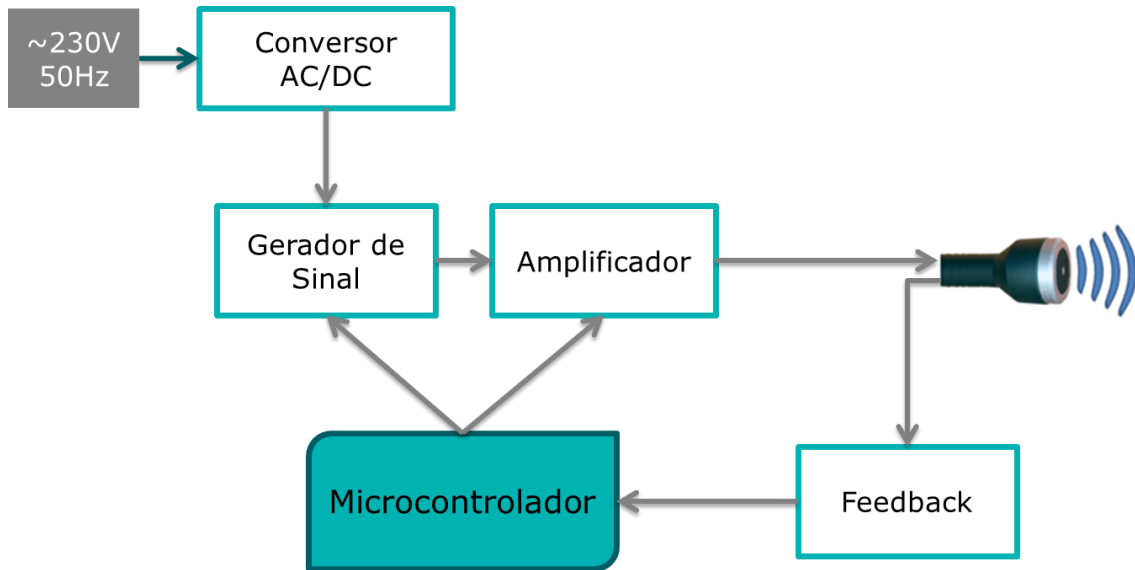 ~230V
50Hz
Conversor
AC/DC
Gerador de
Sinal
Amplificador
Microcontrolador
Feedback